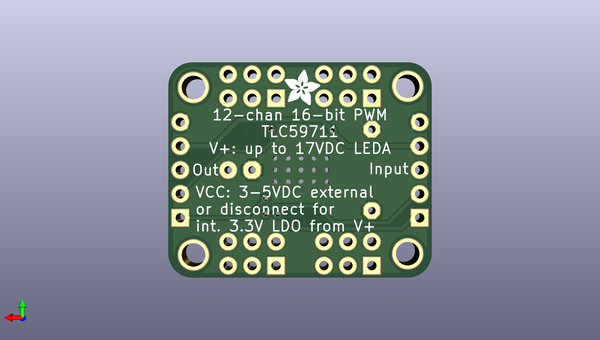 12-chan 16-bit PWM
TLC59711
V+: up to 17VDC LEDA
Out
Input
VCC: 3-5VDC external
or disconnect for
int. 3.3V LDO from V+